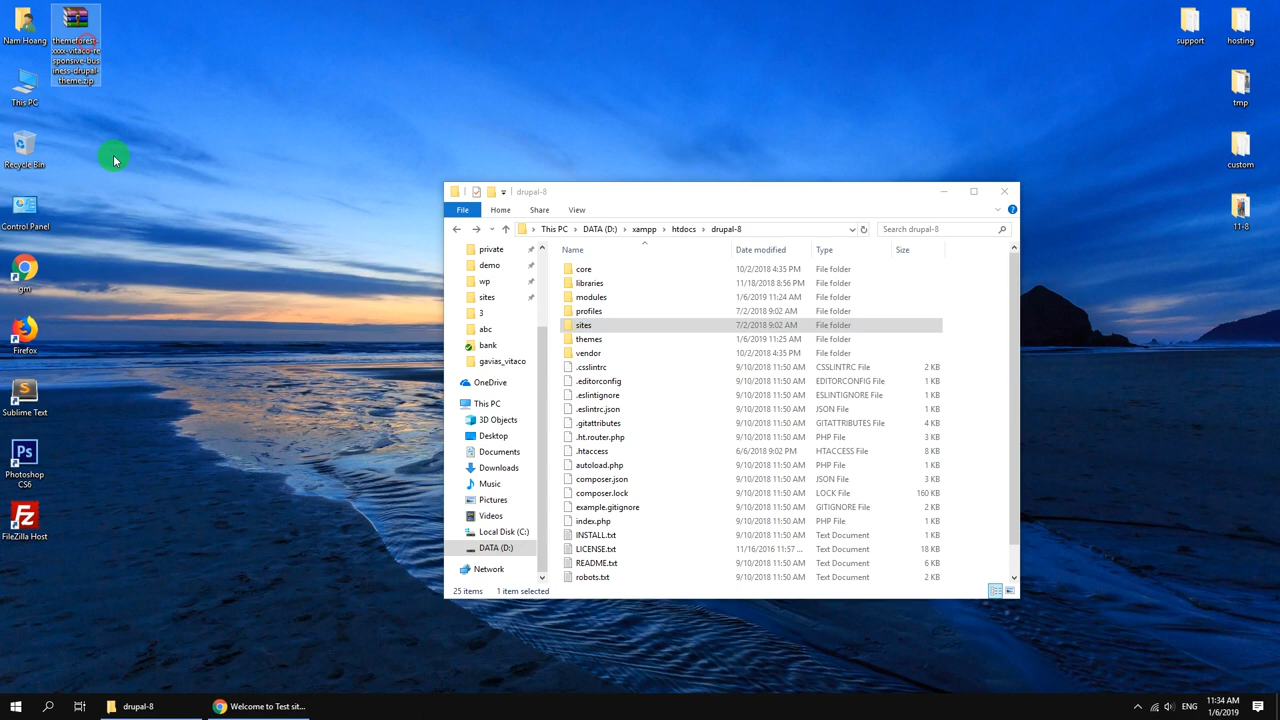 Nam Hoang
This PC
Recycle Bin
Control Panel
gm
Firefox
Sublime Text
Photoshop
CS6
FileZilla Host
themeforest-
xxxx-vitaco-re
sponsive-bus
iness-drupal-
theme.zip
support
hosting
tmp
custom
11-8
drupal-8
File
Home
Share
View
This PC
DATA (D:)
xampp
htdocs
drupal-8
Search drupal-8
private
demo
wp
sites
3
abc
bank
gavias_vitaco
OneDrive
This PC
3D Objects
Desktop
Documents
Downloads
Music
Pictures
Videos
Local Disk (C:)
DATA (D:)
Network
Name Date modified Type Size
core 10/2/2018 4:35 PM File folder
libraries 11/18/2018 8:56 PM File folder
modules 1/6/2019 11:24 AM File folder
profiles 7/2/2018 9:02 AM File folder
sites 7/2/2018 9:02 AM File folder
themes 1/6/2019 11:25 AM File folder
vendor 10/2/2018 4:35 PM File folder
.csslintrc 9/10/2018 11:50 AM CSSLINTRC File 2 KB
.editorconfig 9/10/2018 11:50 AM EDITORCONFIG File 1 KB
.eslintignore 9/10/2018 11:50 AM ESLINTIGNORE File 1 KB
.eslintrc.json 9/10/2018 11:50 AM JSON File 1 KB
.gitattributes 9/10/2018 11:50 AM GITATTRIBUTES File 4 KB
.ht.router.php 9/10/2018 11:50 AM PHP File 3 KB
.htaccess 6/6/2018 9:02 PM HTACCESS File 8 KB
autoload.php 9/10/2018 11:50 AM PHP File 1 KB
composer.json 9/10/2018 11:50 AM JSON File 3 KB
composer.lock 9/10/2018 11:50 AM LOCK File 160 KB
example.gitignore 9/10/2018 11:50 AM GITIGNORE File 2 KB
index.php 9/10/2018 11:50 AM PHP File 1 KB
INSTALL.txt 9/10/2018 11:50 AM Text Document 1 KB
LICENSE.txt 11/16/2016 11:57 ... Text Document 18 KB
README.txt 9/10/2018 11:50 AM Text Document 6 KB
robots.txt 9/10/2018 11:50 AM Text Document 2 KB
25 items 1 item selected
drupal-8
Welcome to Test sit...
ENG
11:34 AM
1/6/2019